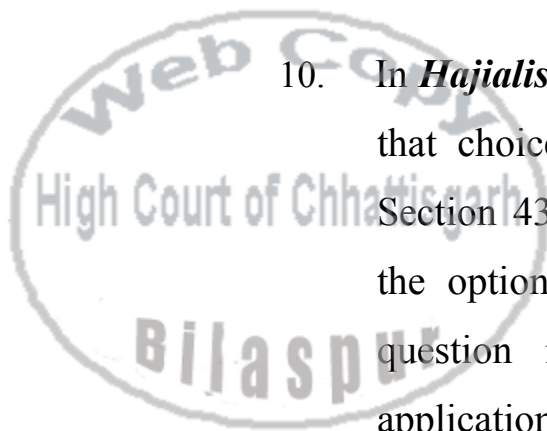 Web Copy
High Court of Chhattisgarh
Bilaspur
10. In Hajialis
that choice
Section 43
the option
question
application